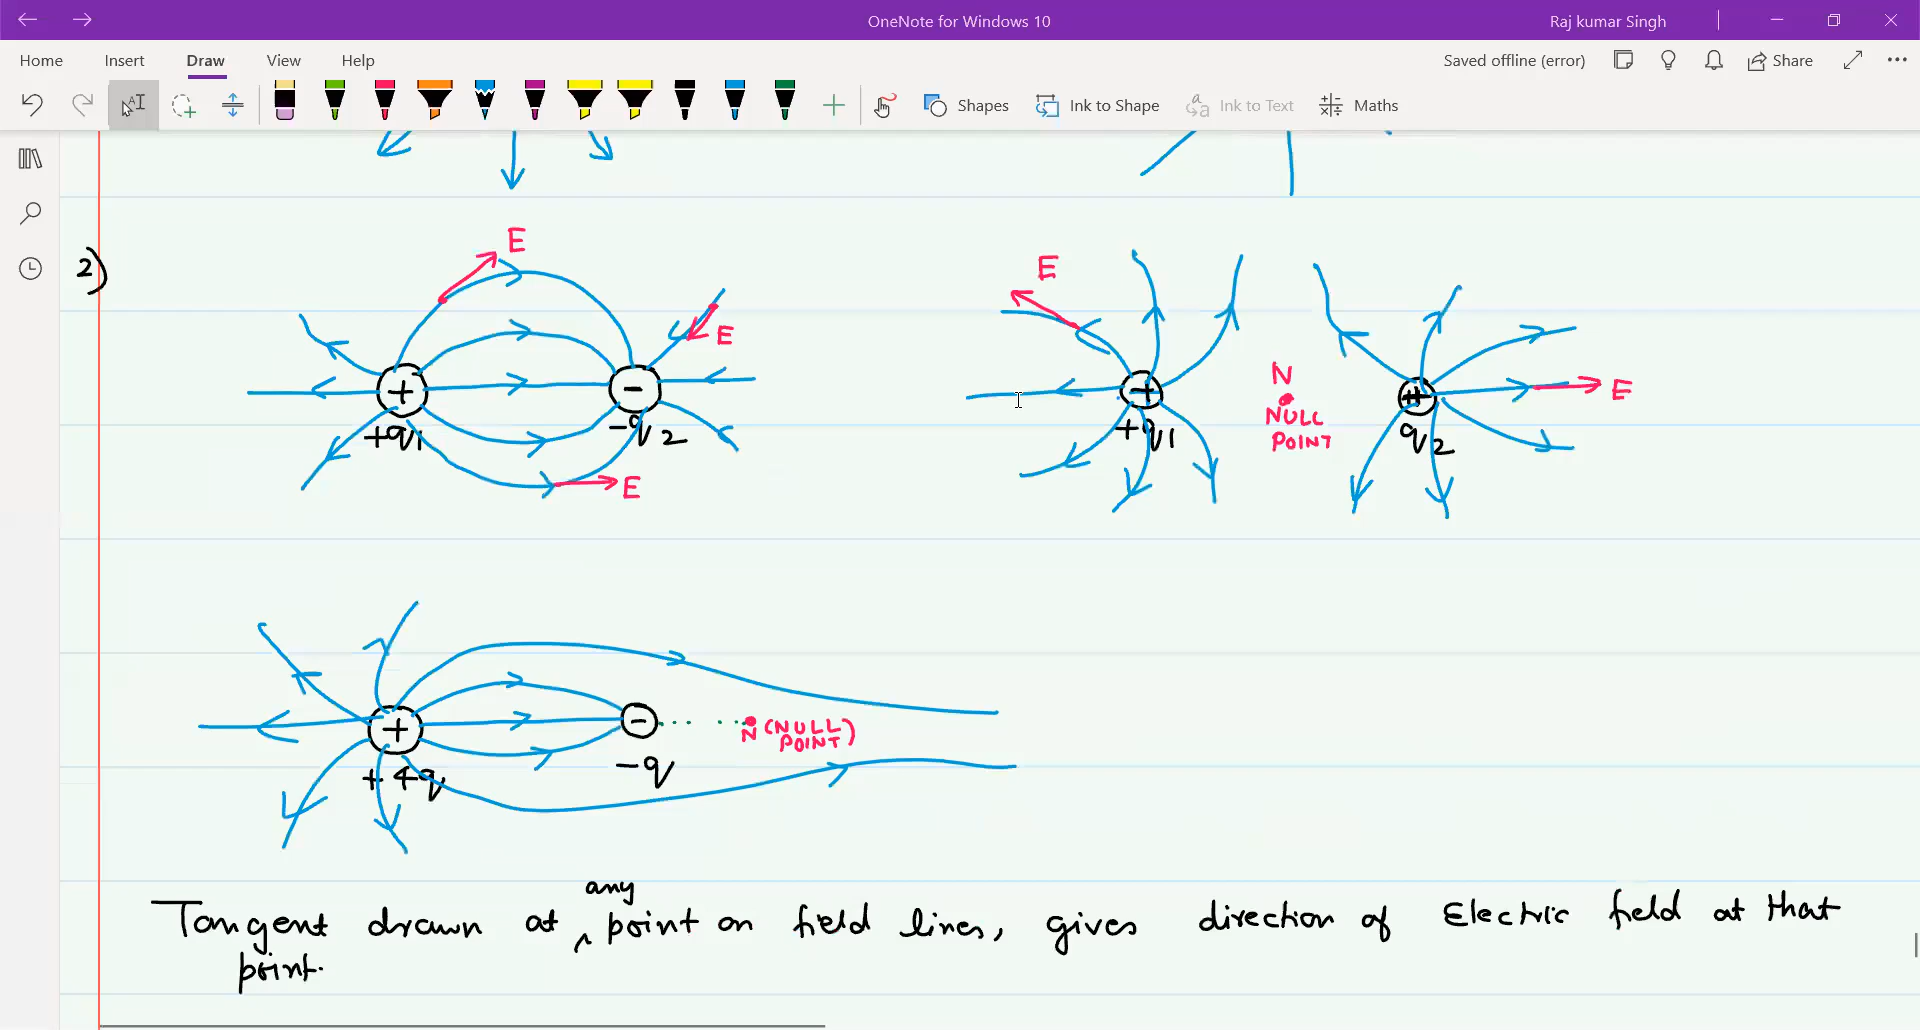 OneNote for Windows 10
Raj kumar Singh
Home Insert Draw View Help
Saved offline (error)
Share
Shapes
Ink to Shape
Ink to Text
Maths
2)
E
E
+q1
-q2
E
E
N
NULL
POINT
+q1
q2
E
+
-
N (NULL
POINT)
+4q
-q
any
Tangent drawn at ^ point on field lines, gives direction of Electric field at that
point.